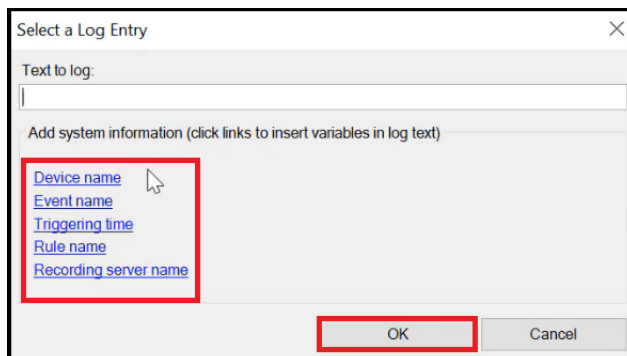 Select a Log Entry
Text to log:
Add system information (click links to insert variables in log text)
Device name
Event name
Triggering time
Rule name
Recording server name
OK
Cancel